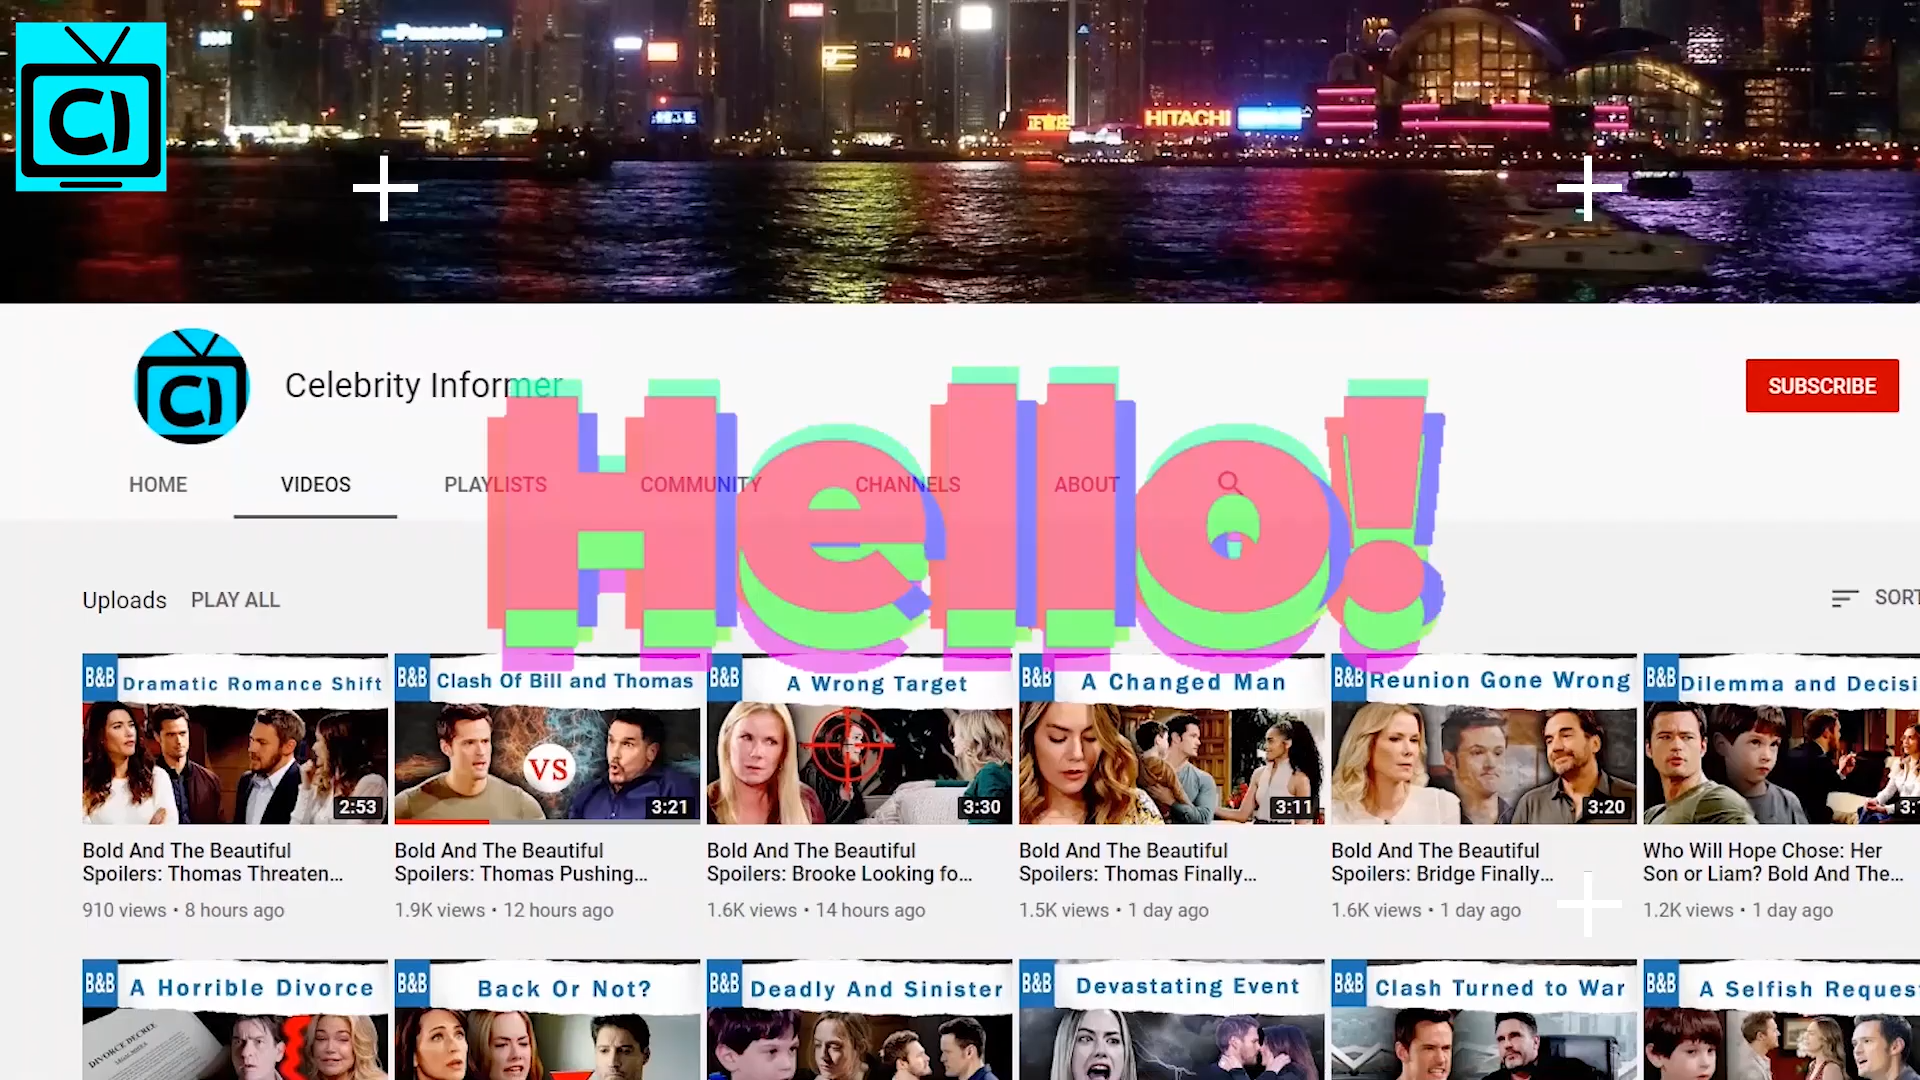 Panasonic
正官庄
HITACHI
CI
CI
Celebrity Informer
SUBSCRIBE
Hello!
HOME
VIDEOS
PLAYLISTS
COMMUNITY
CHANNELS
ABOUT
Uploads
PLAY ALL
SORT
B&B Dramatic Romance Shift
B&B Clash Of Bill and Thomas
B&B A Wrong Target
B&B A Changed Man
B&B Reunion Gone Wrong
B&B Dilemma and Decisi
VS
2:53
3:21
3:30
3:11
3:20
Bold And The Beautiful
Spoilers: Thomas Threaten...
910 views • 8 hours ago
Bold And The Beautiful
Spoilers: Thomas Pushing...
1.9K views • 12 hours ago
Bold And The Beautiful
Spoilers: Brooke Looking fo...
1.6K views • 14 hours ago
Bold And The Beautiful
Spoilers: Thomas Finally...
1.5K views • 1 day ago
Bold And The Beautiful
Spoilers: Bridge Finally...
1.6K views • 1 day ago
Who Will Hope Chose: Her
Son or Liam? Bold And The...
1.2K views • 1 day ago
B&B A Horrible Divorce
B&B Back Or Not?
B&B Deadly And Sinister
B&B Devastating Event
B&B Clash Turned to War
B&B A Selfish Reques
DIVORCE DECREE